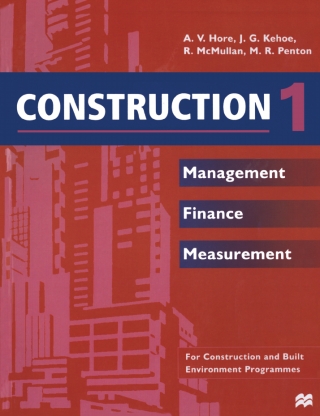 A. V. Hore, J. G. Kehoe,
R. McMullan, M. R. Penton
CONSTRUCTION 1
Management
Finance
Measurement
For Construction and Built
Environment Programmes